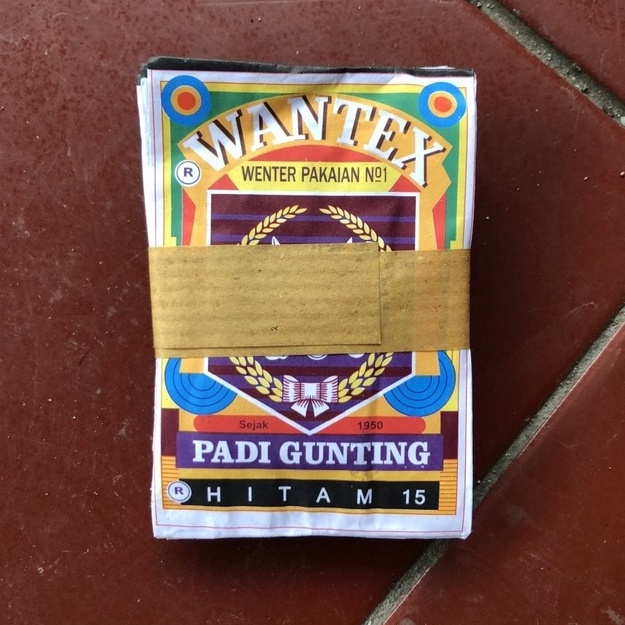 WANTEX
® WENTER PAKAIAN Nº1
Sejak 1950
PADI GUNTING
® HITAM 15